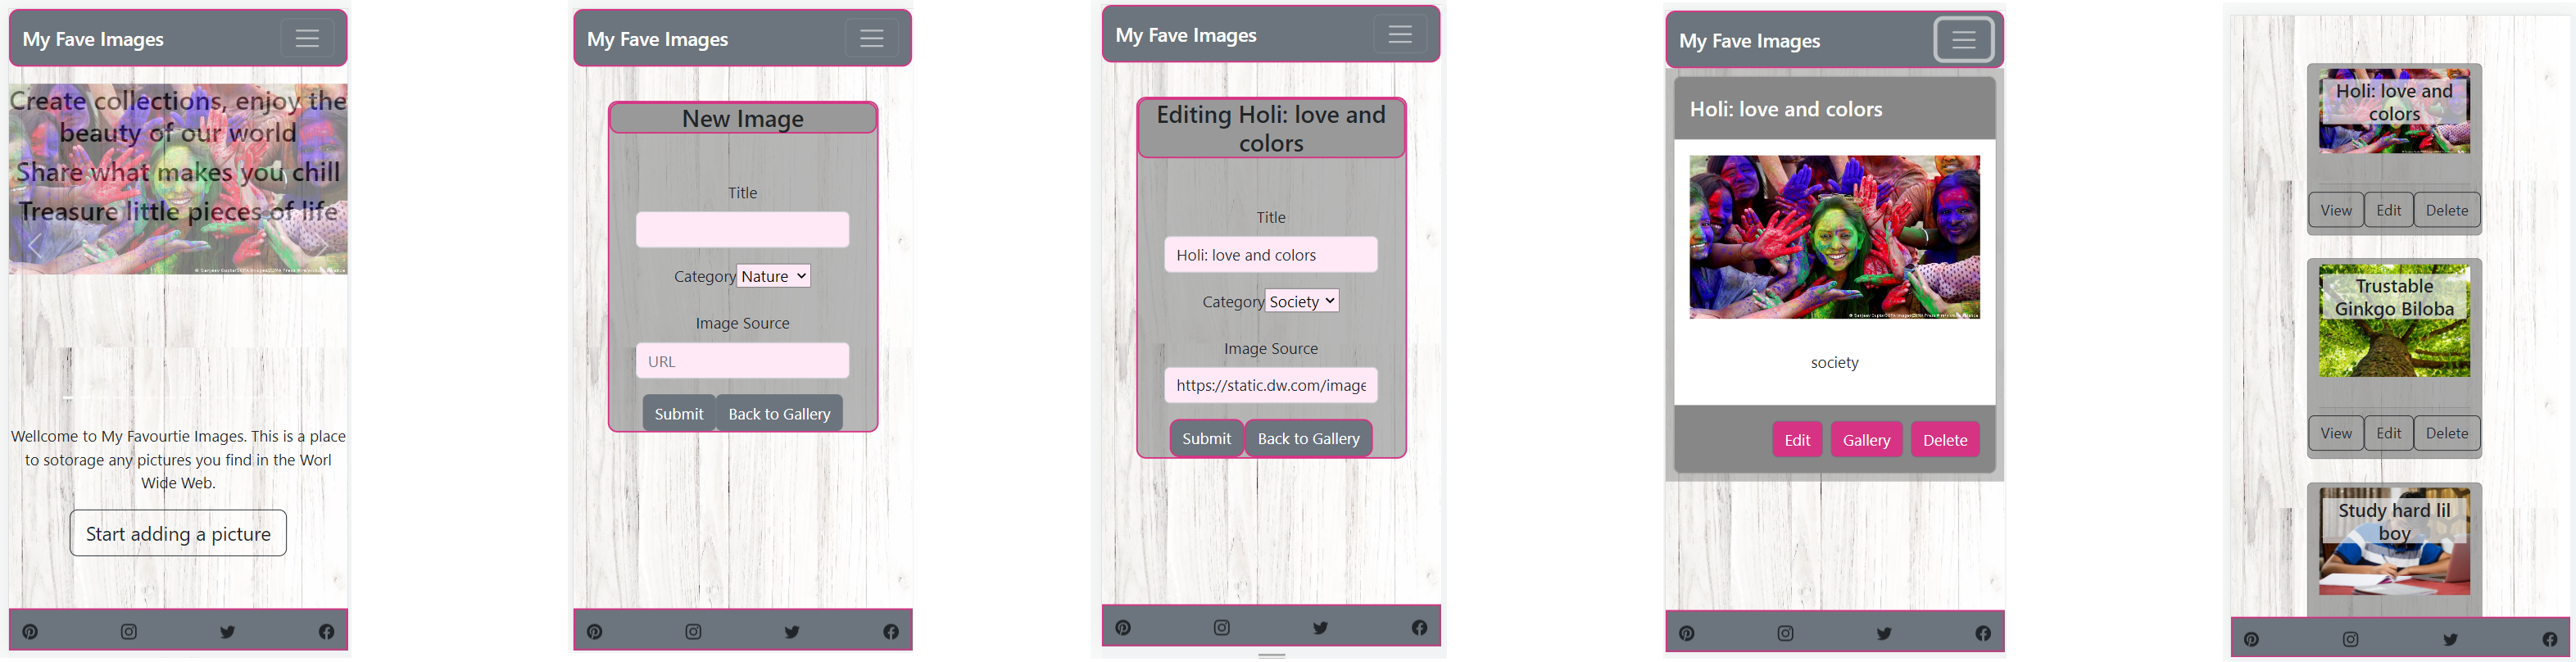 My Fave Images
Create collections, enjoy the
beauty of our world
Share what makes you chill
Treasure little pieces of life
Wellcome to My Favourtie Images. This is a place
to sotorage any pictures you find in the Worl
Wide Web.
Start adding a picture
My Fave Images
New Image
Title
Category Nature
Image Source
URL
Submit Back to Gallery
My Fave Images
Editing Holi: love and
colors
Title
Holi: love and colors
Category Society
Image Source
https://static.dw.com/image
Submit Back to Gallery
My Fave Images
Holi: love and colors
society
Edit Gallery Delete
Holi: love and
colors
View Edit Delete
Trustable
Ginkgo Biloba
View Edit Delete
Study hard lil
boy